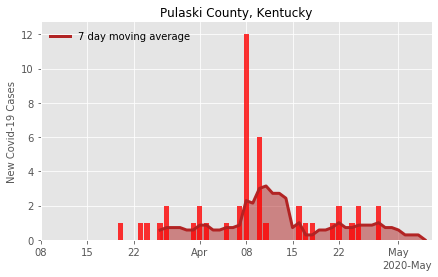 Pulaski County, Kentucky
7 day moving average
New Covid-19 Cases
12
10
8
6
4
2
0
08 15 22 Apr 08 15 22 May
2020-May